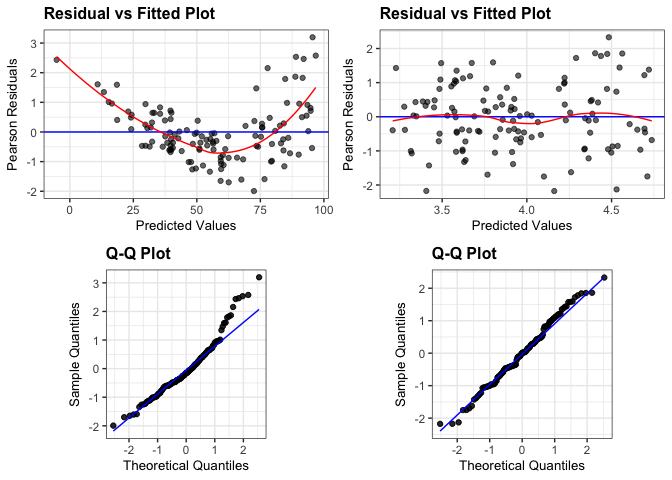 Residual vs Fitted Plot
Pearson Residuals
3
2
1
0
-1
-2
0 25 50 75 100
Predicted Values
Residual vs Fitted Plot
Pearson Residuals
2
1
0
-1
-2
3.5 4.0 4.5
Predicted Values
Q-Q Plot
Sample Quantiles
3
2
1
0
-1
-2
-2 -1 0 1 2
Theoretical Quantiles
Q-Q Plot
Sample Quantiles
2
1
0
-1
-2
-2 -1 0 1 2
Theoretical Quantiles